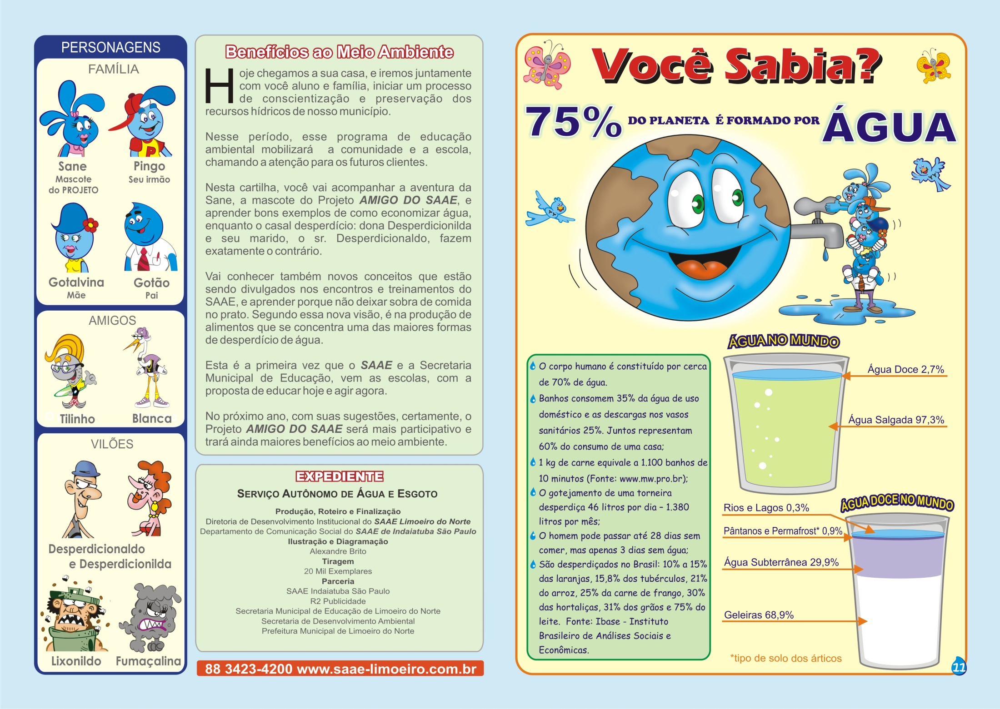 PERSONAGENS
FAMÍLIA
Sane
Mascote
do PROJETO
Pingo
Seu irmão
P
Gotalvina
Mãe
Gotão
Pai
AMIGOS
Tilinho
Blanca
VILÕES
Desperdicionaldo
e Desperdicionilda
Lixonildo
Fumaçalina
Benefícios ao Meio Ambiente
Hoje chegamos a sua casa, e iremos juntamente
com você aluno e família, iniciar um processo
de conscientização e preservação dos
recursos hídricos de nosso município.
Nesse período, esse programa de educação
ambiental mobilizará a comunidade e a escola,
chamando a atenção para os futuros clientes.
Nesta cartilha, você vai acompanhar a aventura da
Sane, a mascote do Projeto AMIGO DO SAAE, e
aprender bons exemplos de como economizar água,
enquanto o casal desperdício: dona Desperdicionilda
e seu marido, o sr. Desperdicionaldo, fazem
exatamente o contrário.
Vai conhecer também novos conceitos que estão
sendo divulgados nos encontros e treinamentos do
SAAE, e aprender porque não deixar sobra de comida
no prato. Segundo essa nova visão, é na produção de
alimentos que se concentra uma das maiores formas
de desperdício de água.
Esta é a primeira vez que o SAAE e a Secretaria
Municipal de Educação, vem as escolas, com a
proposta de educar hoje e agir agora.
No próximo ano, com suas sugestões, certamente, o
Projeto AMIGO DO SAAE será mais participativo e
trará ainda maiores benefícios ao meio ambiente.
EXPEDIENTE
SERVIÇO AUTÔNOMO DE ÁGUA E ESGOTO
Produção, Roteiro e Finalização
Diretoria de Desenvolvimento Institucional do SAAE Limoeiro do Norte
Departamento de Comunicação Social do SAAE de Indaiatuba São Paulo
Ilustração e Diagramação
Alexandre Brito
Tiragem
20 Mil Exemplares
Parceria
SAAE Indaiatuba São Paulo
R2 Publicidade
Secretaria Municipal de Educação de Limoeiro do Norte
Secretaria de Desenvolvimento Ambiental
Prefeitura Municipal de Limoeiro do Norte
88 3423-4200 www.saae-limoeiro.com.br
Você Sabia?
75% DO PLANETA É FORMADO POR ÁGUA
O corpo humano é constituído por cerca
de 70% de água.
Banhos consomem 35% da água de uso
doméstico e as descargas nos vasos
sanitários 25%. Juntos representam
60% do consumo de uma casa;
1 kg de carne equivale a 1.100 banhos de
10 minutos (Fonte: www.mw.pro.br);
O gotejamento de uma torneira
desperdiça 46 litros por dia – 1.380
litros por mês;
O homem pode passar até 28 dias sem
comer, mas apenas 3 dias sem água;
São desperdiçados no Brasil: 10% a 15%
das laranjas, 15,8% dos tubérculos, 21%
do arroz, 25% da carne de frango, 30%
das hortaliças, 31% dos grãos e 75% do
leite. Fonte: Ibase - Instituto
Brasileiro de Análises Sociais e
Econômicas.
ÁGUA NO MUNDO
Água Doce 2,7%
Água Salgada 97,3%
ÁGUA DOCE NO MUNDO
Rios e Lagos 0,3%
Pântanos e Permafrost* 0,9%
Água Subterrânea 29,9%
Geleiras 68,9%
*tipo de solo dos árticos
11